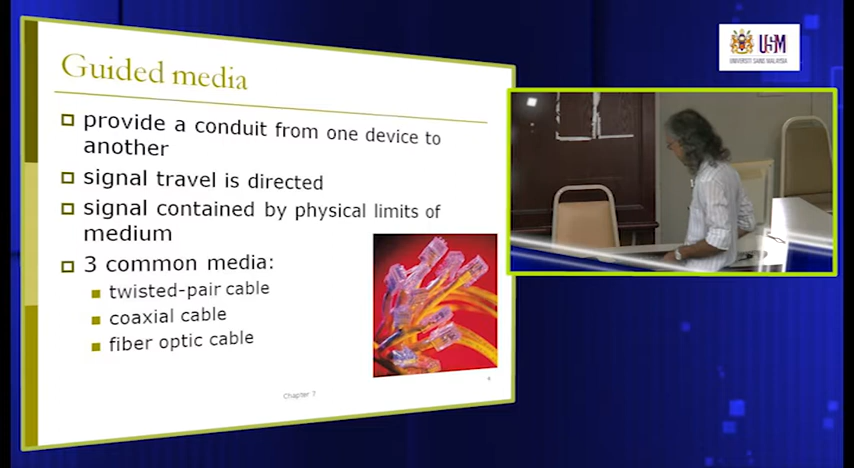 Guided media
provide a conduit from one device to
another
signal travel is directed
signal contained by physical limits of
medium
3 common media:
twisted-pair cable
coaxial cable
fiber optic cable
Chapter 7
USM
UNIVERSITI SAINS MALAYSIA